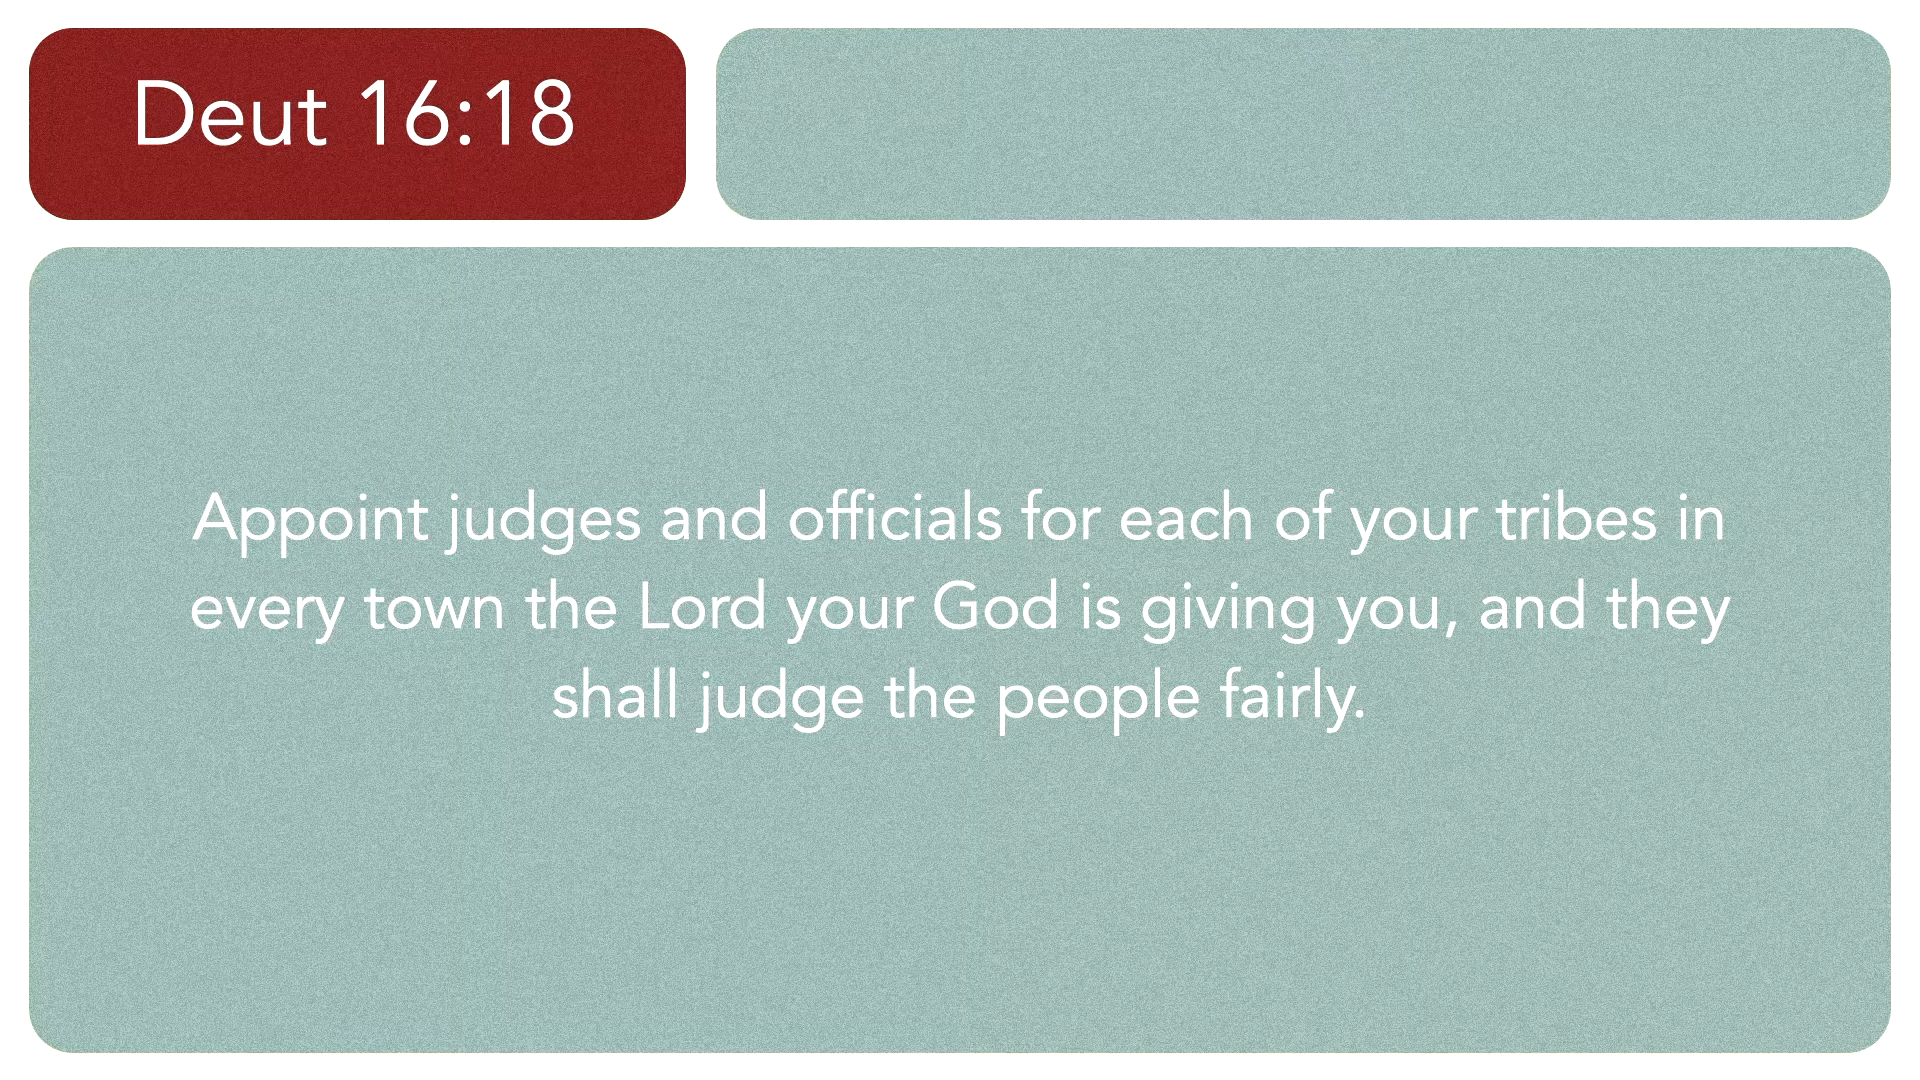 Deut 16:18
Appoint judges and officials for each of your tribes in
every town the Lord your God is giving you, and they
shall judge the people fairly.